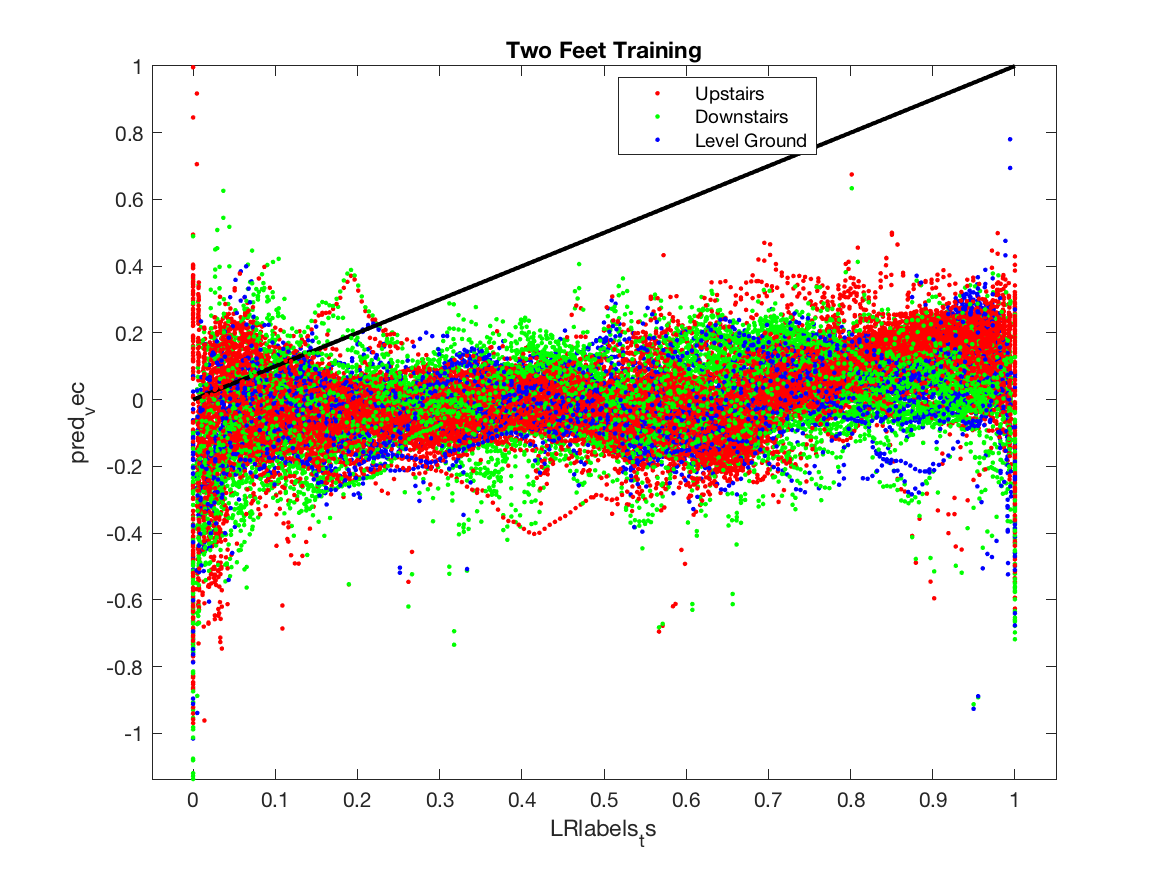 Two Feet Training
Upstairs
Downstairs
Level Ground
1
0.8
0.6
0.4
0.2
0
-0.2
-0.4
-0.6
-0.8
-1
pred_vec
0 0.1 0.2 0.3 0.4 0.5 0.6 0.7 0.8 0.9 1
LRlabels_ts